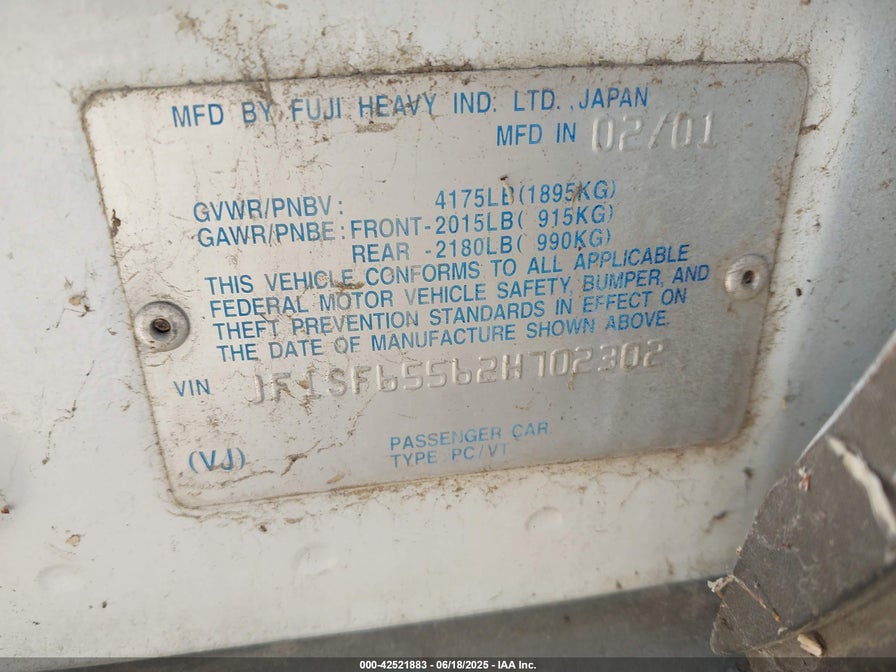 MFD BY FUJI HEAVY IND. LTD. JAPAN
MFD IN 02/01
GVWR/PNBV: 4175LB(1895KG)
GAWR/PNBE: FRONT-2015LB( 915KG)
REAR -2180LB( 990KG)
THIS VEHICLE CONFORMS TO ALL APPLICABLE
FEDERAL MOTOR VEHICLE SAFETY, BUMPER, AND
THEFT PREVENTION STANDARDS IN EFFECT ON
THE DATE OF MANUFACTURE SHOWN ABOVE.
VIN JF1SF65562H702302
PASSENGER CAR
(VJ) TYPE:PC/VT
000-42521883 - 06/18/2025 - IAA Inc.